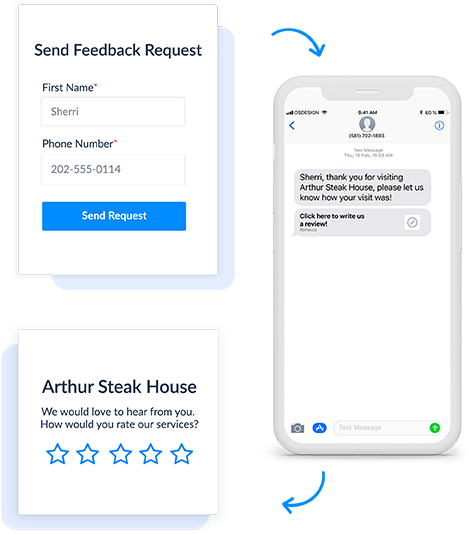 Send Feedback Request
First Name*
Sherri
Phone Number*
202-555-0114
Send Request
OSDESIGN
9:41 AM
60 %
(581) 702-1893
Text Message
Thu, 15 Feb, 10:03 AM
Sherri, thank you for visiting
Arthur Steak House, please let us
know how your visit was!
Click here to write us
a review!
Text Message
Arthur Steak House
We would love to hear from you.
How would you rate our services?